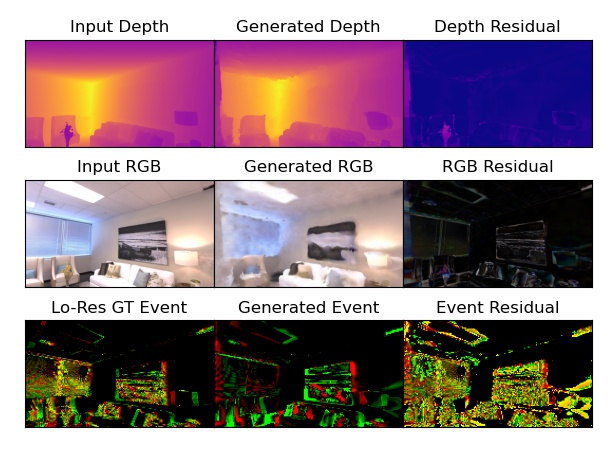 Input Depth
Generated Depth
Depth Residual
Input RGB
Generated RGB
RGB Residual
Lo-Res GT Event
Generated Event
Event Residual